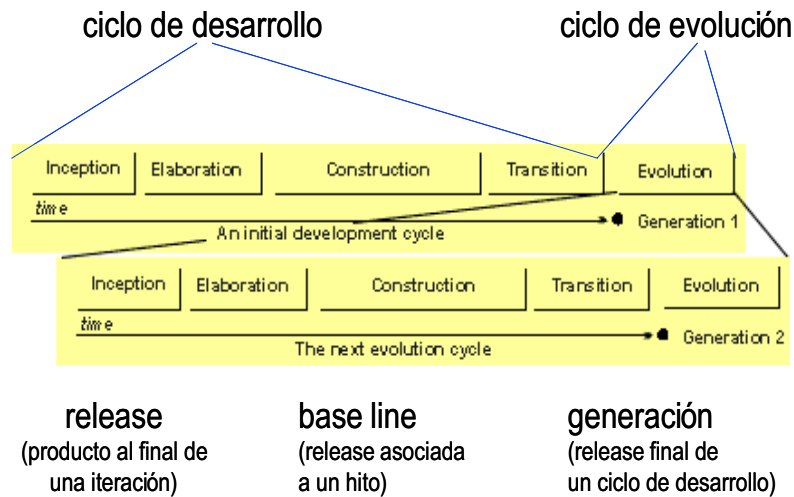 ciclo de desarrollo
ciclo de evolución
Inception Elaboration Construction Transition Evolution
time
Generation 1
An initial development cycle
Inception Elaboration Construction Transition Evolution
time
Generation 2
The next evolution cycle
release
(producto al final de
una iteración)
base line
(release asociada
a un hito)
generación
(release final de
un ciclo de desarrollo)